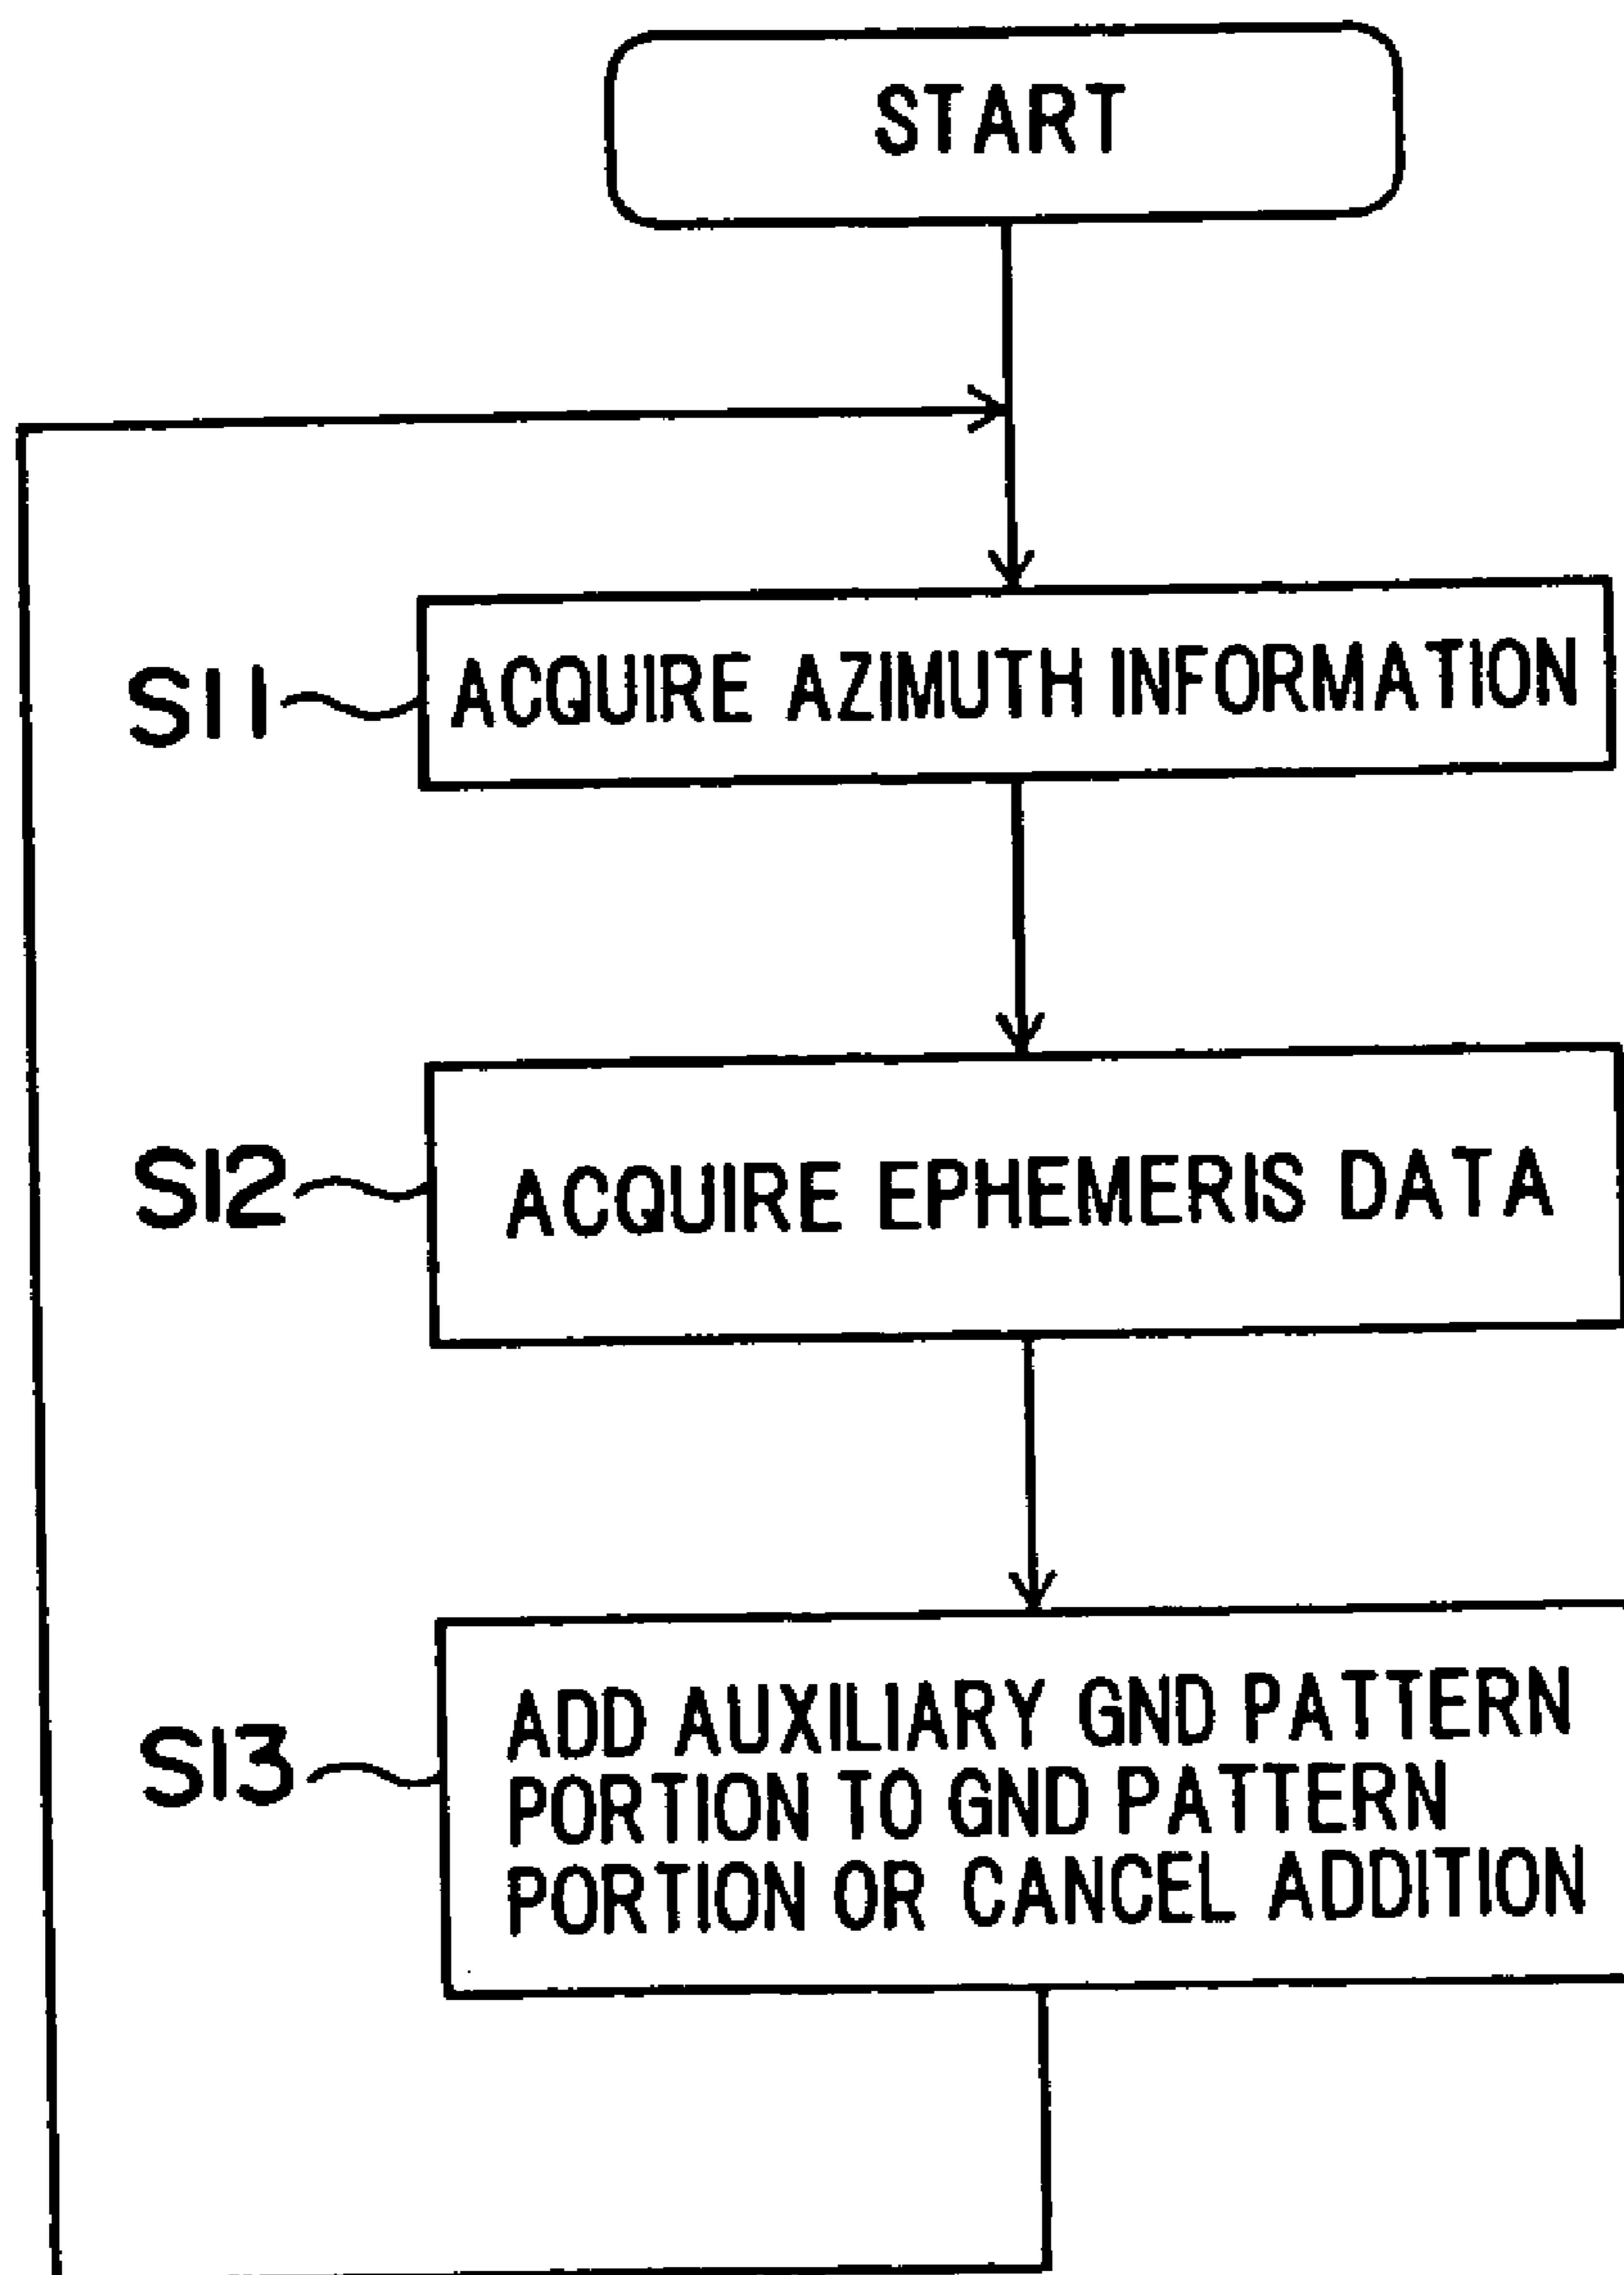 START
S11
ACQUIRE AZIMUTH INFORMATION
S12
ACQUIRE EPHEMERIS DATA
S13
ADD AUXILIARY GND PATTERN
PORTION TO GND PATTERN
PORTION OR CANCEL ADDITION